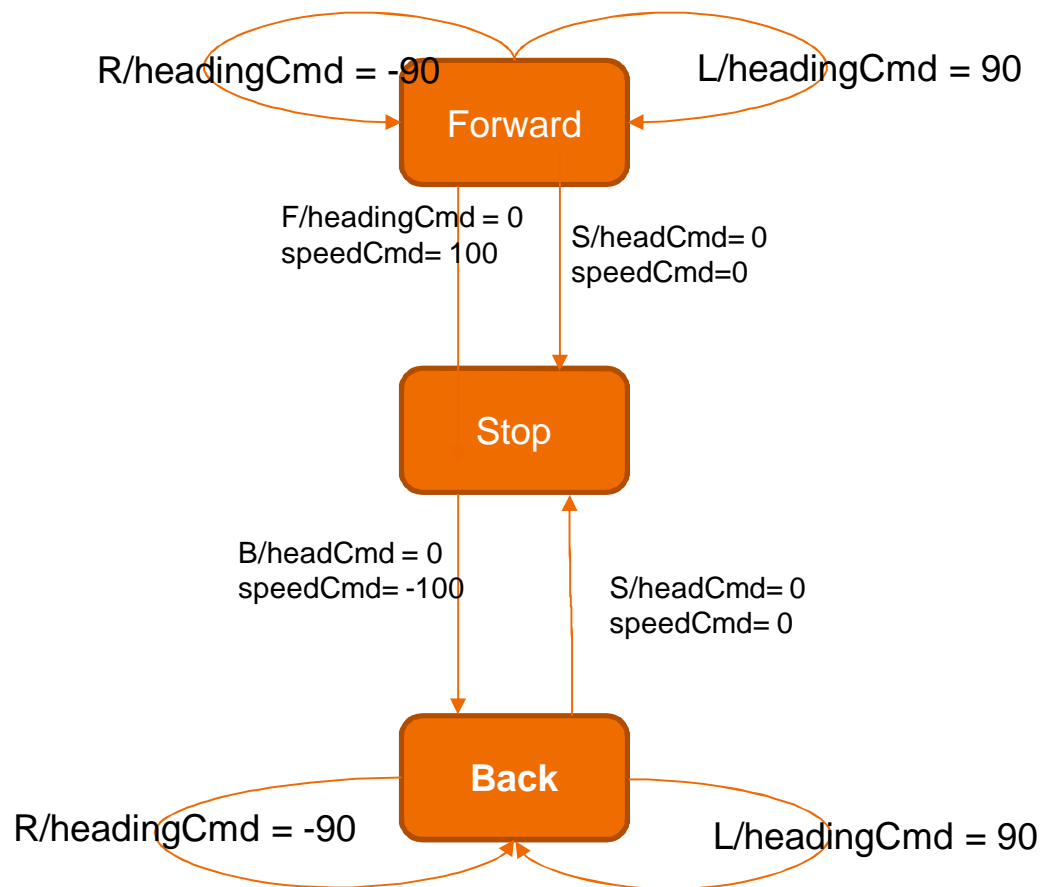 R/headingCmd = -90
L/headingCmd = 90
Forward
F/headingCmd = 0
speedCmd= 100
S/headCmd= 0
speedCmd=0
Stop
B/headCmd = 0
speedCmd= -100
S/headCmd= 0
speedCmd= 0
Back
R/headingCmd = -90
L/headingCmd = 90